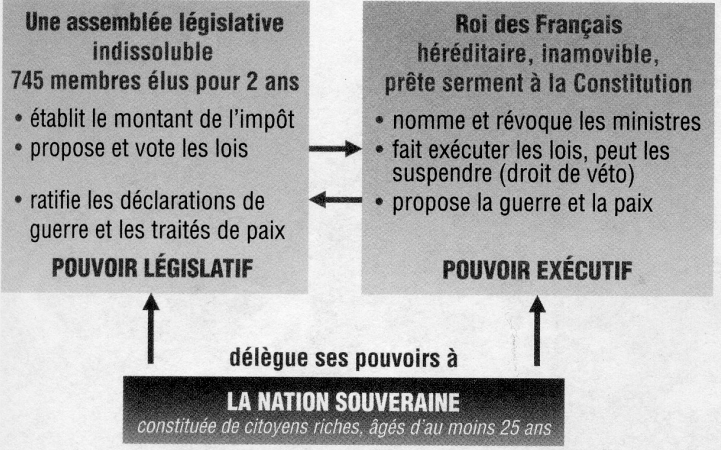 Une assemblée législative
indissoluble
745 membres élus pour 2 ans
• établit le montant de l'impôt
• propose et vote les lois
• ratifie les déclarations de
guerre et les traités de paix
POUVOIR LÉGISLATIF
Roi des Français
héréditaire, inamovible,
prête serment à la Constitution
• nomme et révoque les ministres
• fait exécuter les lois, peut les
suspendre (droit de véto)
• propose la guerre et la paix
POUVOIR EXÉCUTIF
délègue ses pouvoirs à
LA NATION SOUVERAINE
constituée de citoyens riches, âgés d'au moins 25 ans